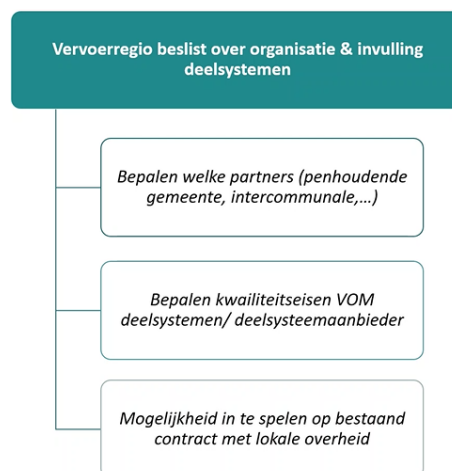 Vervoerregio beslist over organisatie & invulling
deelsystemen
Bepalen welke partners (penhoudende
gemeente, intercommunale,...)
Bepalen kwailiteitseisen VOM
deelsystemen/ deelsysteemaanbieder
Mogelijkheid in te spelen op bestaand
contract met lokale overheid